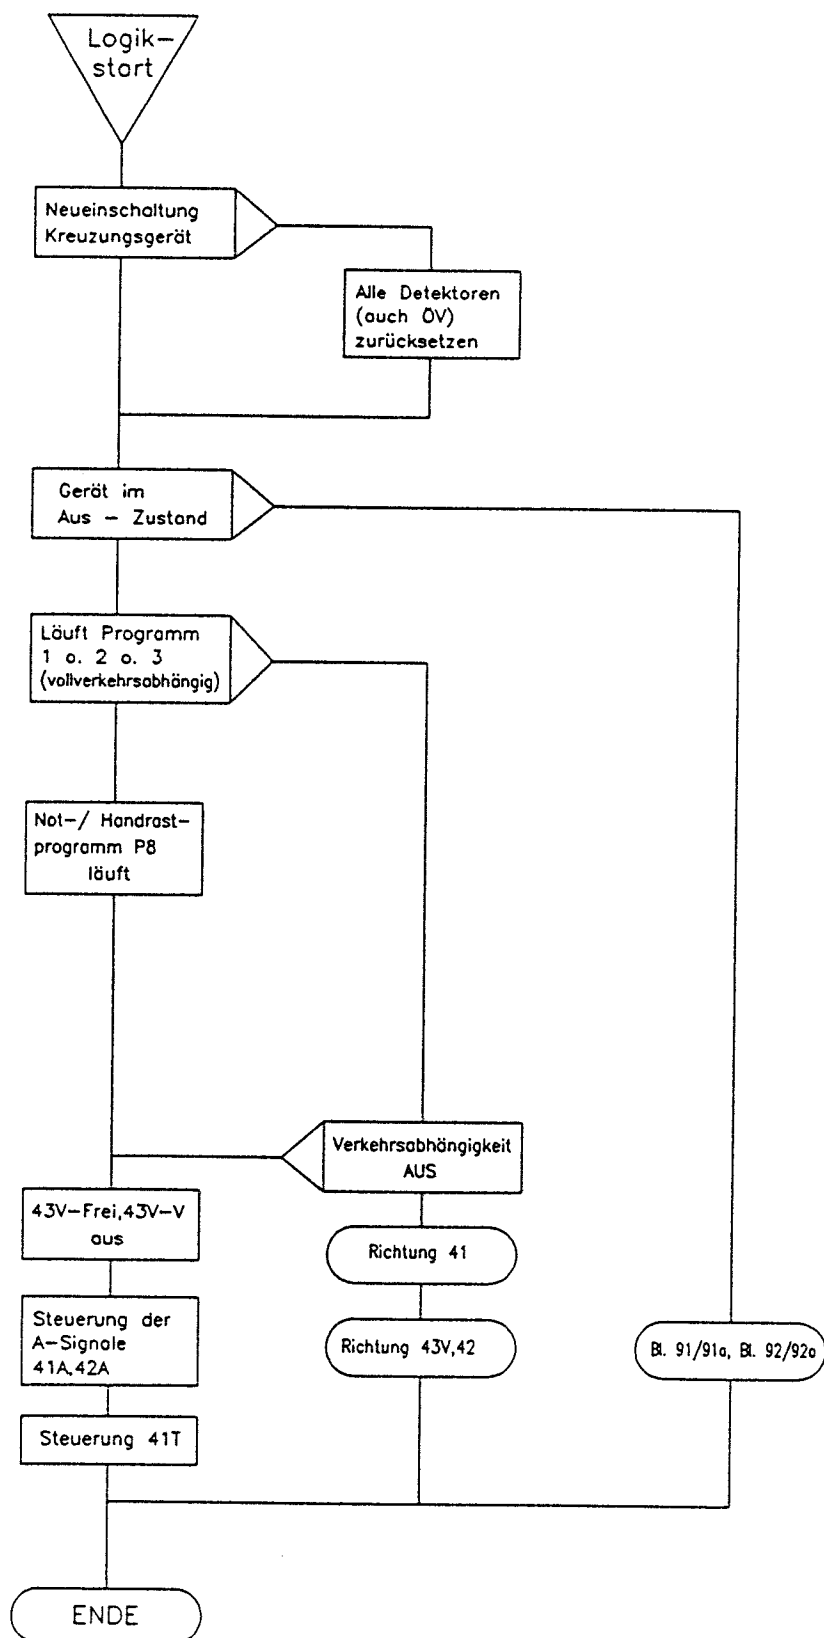 Logik–
start
Neueinschaltung
Kreuzungsgerät
Alle Detektoren
(auch ÖV)
zurücksetzen
Gerät im
Aus – Zustand
Läuft Programm
1 o. 2 o. 3
(vollverkehrsabhängig)
Not–/ Handrast–
programm P8
läuft
Verkehrsabhängigkeit
AUS
43V–Frei,43V–V
aus
Richtung 41
Steuerung der
A–Signale
41A,42A
Richtung 43V,42
Bl. 91/91a, Bl. 92/92a
Steuerung 41T
ENDE